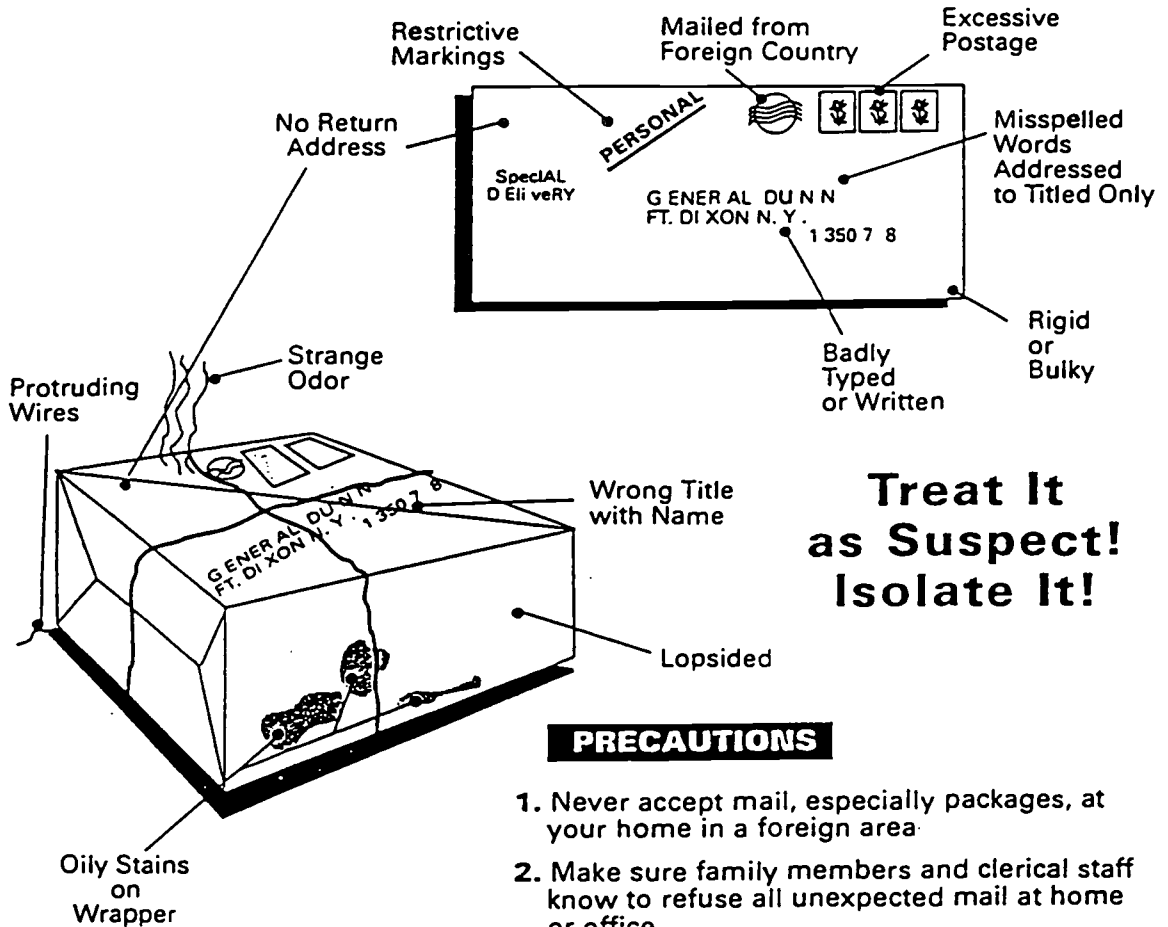 Restrictive
Markings
Mailed from
Foreign Country
Excessive
Postage
No Return
Address
PERSONAL
SpeclAL
D Eli veRY
G ENER AL DU N N
FT. DI XON N. Y.
1 350 7 8
Misspelled
Words
Addressed
to Titled Only
Rigid
or
Bulky
Badly
Typed
or Written
Strange
Odor
Protruding
Wires
G ENER AL DU N N
FT. DI XON N. Y.
1 350 7 8
Wrong Title
with Name
Treat It
as Suspect!
Isolate It!
Lopsided
Oily Stains
on
Wrapper
PRECAUTIONS
1. Never accept mail, especially packages, at
your home in a foreign area
2. Make sure family members and clerical staff
know to refuse all unexpected mail at home
or office